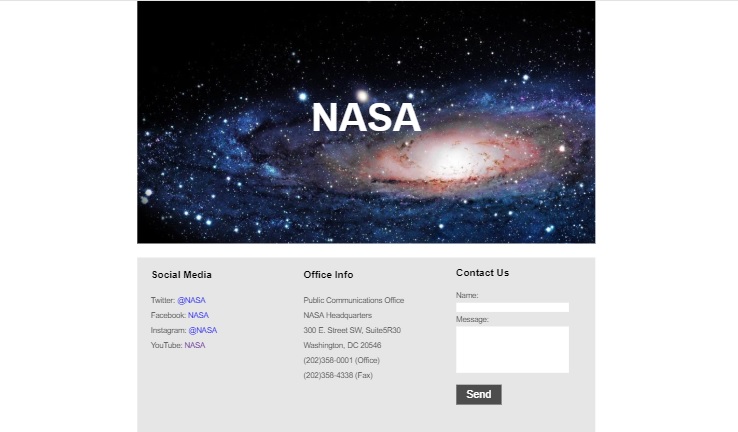 NASA
Social Media
Twitter: @NASA
Facebook: NASA
Instagram: @NASA
YouTube: NASA
Office Info
Public Communications Office
NASA Headquarters
300 E. Street SW, Suite5R30
Washington, DC 20546
(202)358-0001 (Office)
(202)358-4338 (Fax)
Contact Us
Name:
Message:
Send